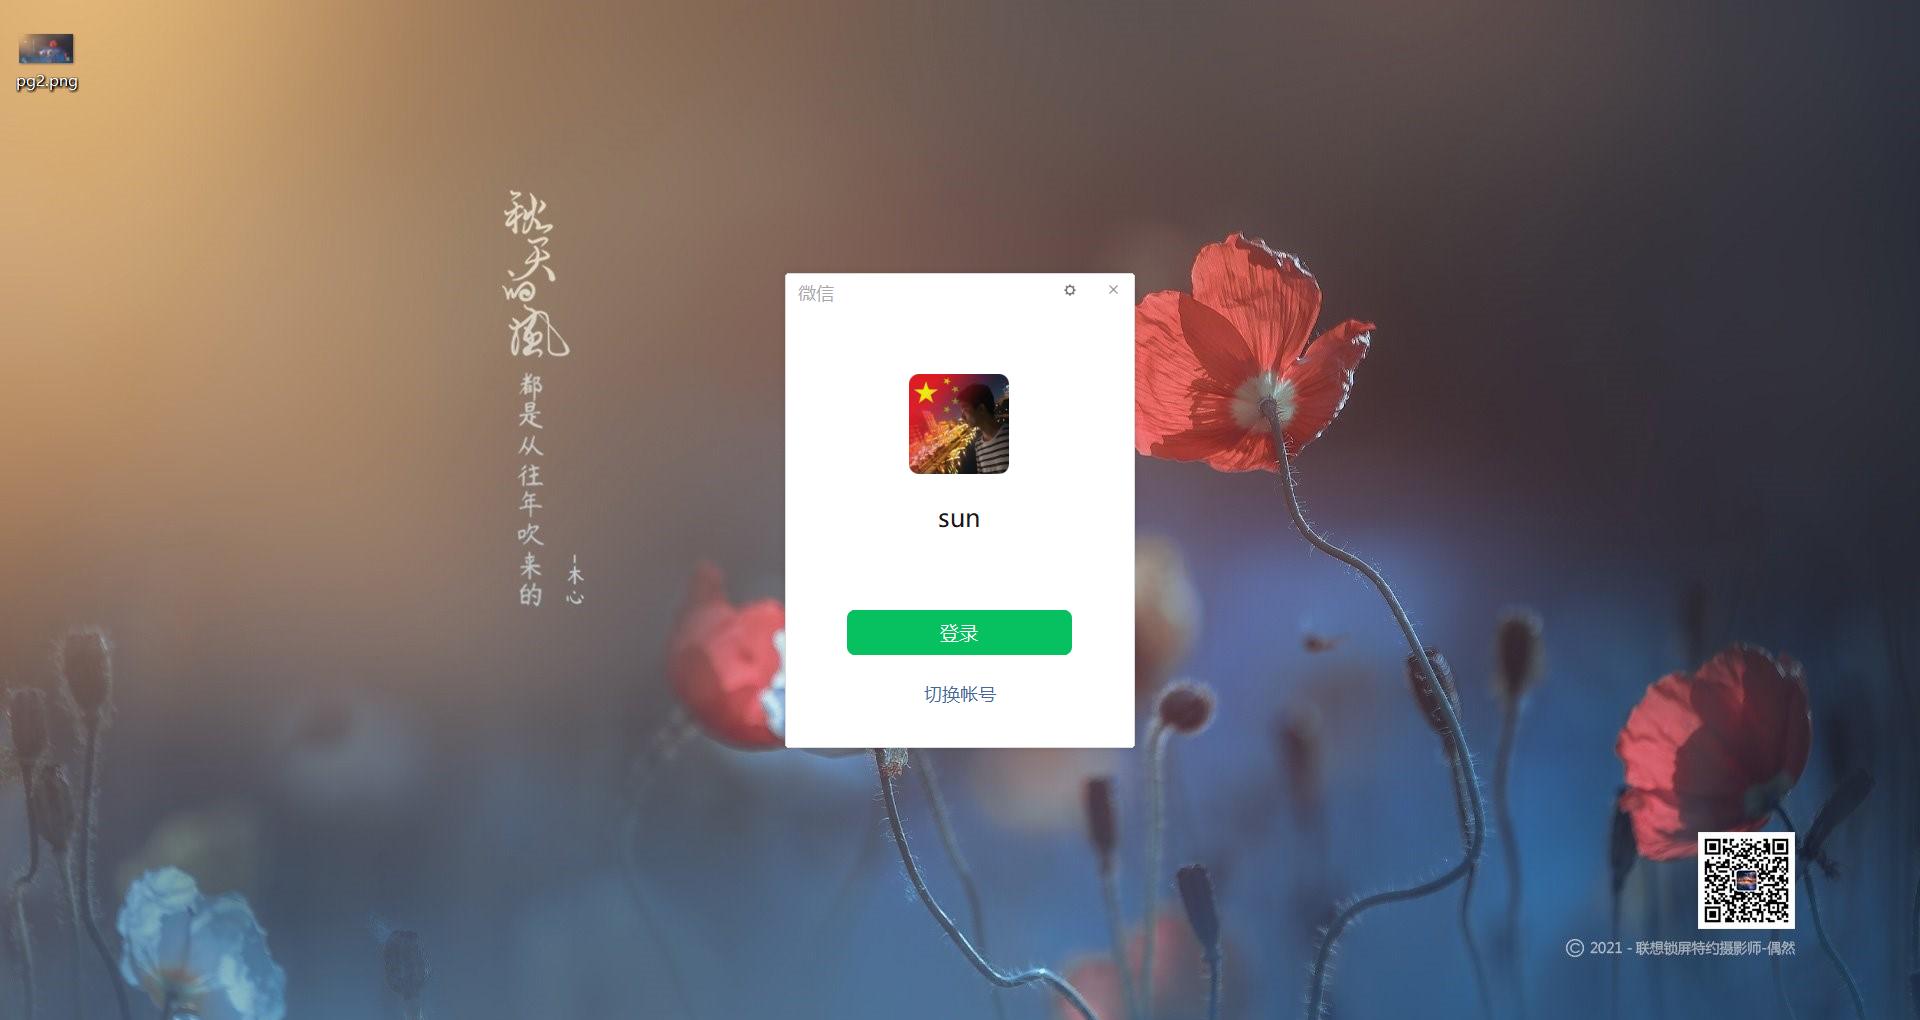 pg2.png
秋天的風
都是从往年吹来的
-木心
微信
sun
登录
切换帐号
© 2021 - 联想锁屏特约摄影师-偶然